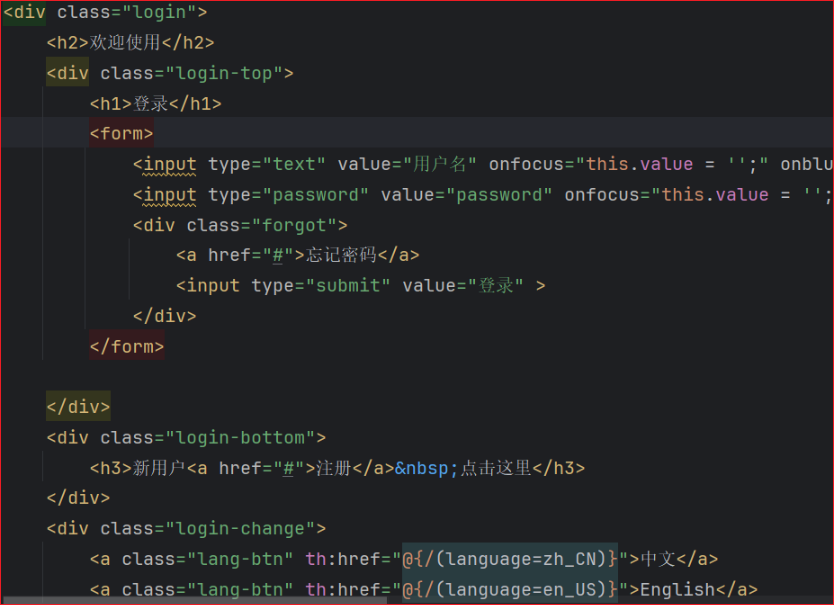 <div class="login">
<h2>欢迎使用</h2>
<div class="login-top">
<h1>登录</h1>
<form>
<input type="text" value="用户名" onfocus="this.value = '';" onblu
<input type="password" value="password" onfocus="this.value = '';
<div class="forgot">
<a href="#">忘记密码</a>
<input type="submit" value="登录" >
</div>
</form>
</div>
<div class="login-bottom">
<h3>新用户<a href="#">注册</a>&nbsp;点击这里</h3>
</div>
<div class="login-change">
<a class="lang-btn" th:href="@{/(language=zh_CN)}">中文</a>
<a class="lang-btn" th:href="@{/(language=en_US)}">English</a>